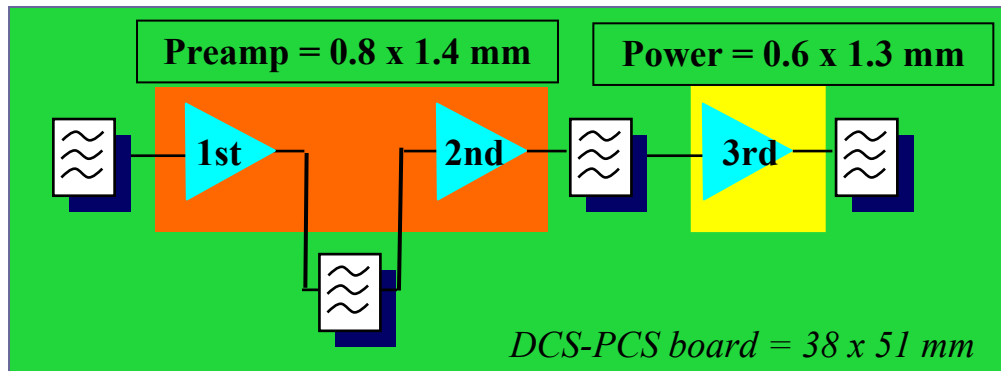 Preamp = 0.8 x 1.4 mm
Power = 0.6 x 1.3 mm
1st
2nd
3rd
DCS-PCS board = 38 x 51 mm